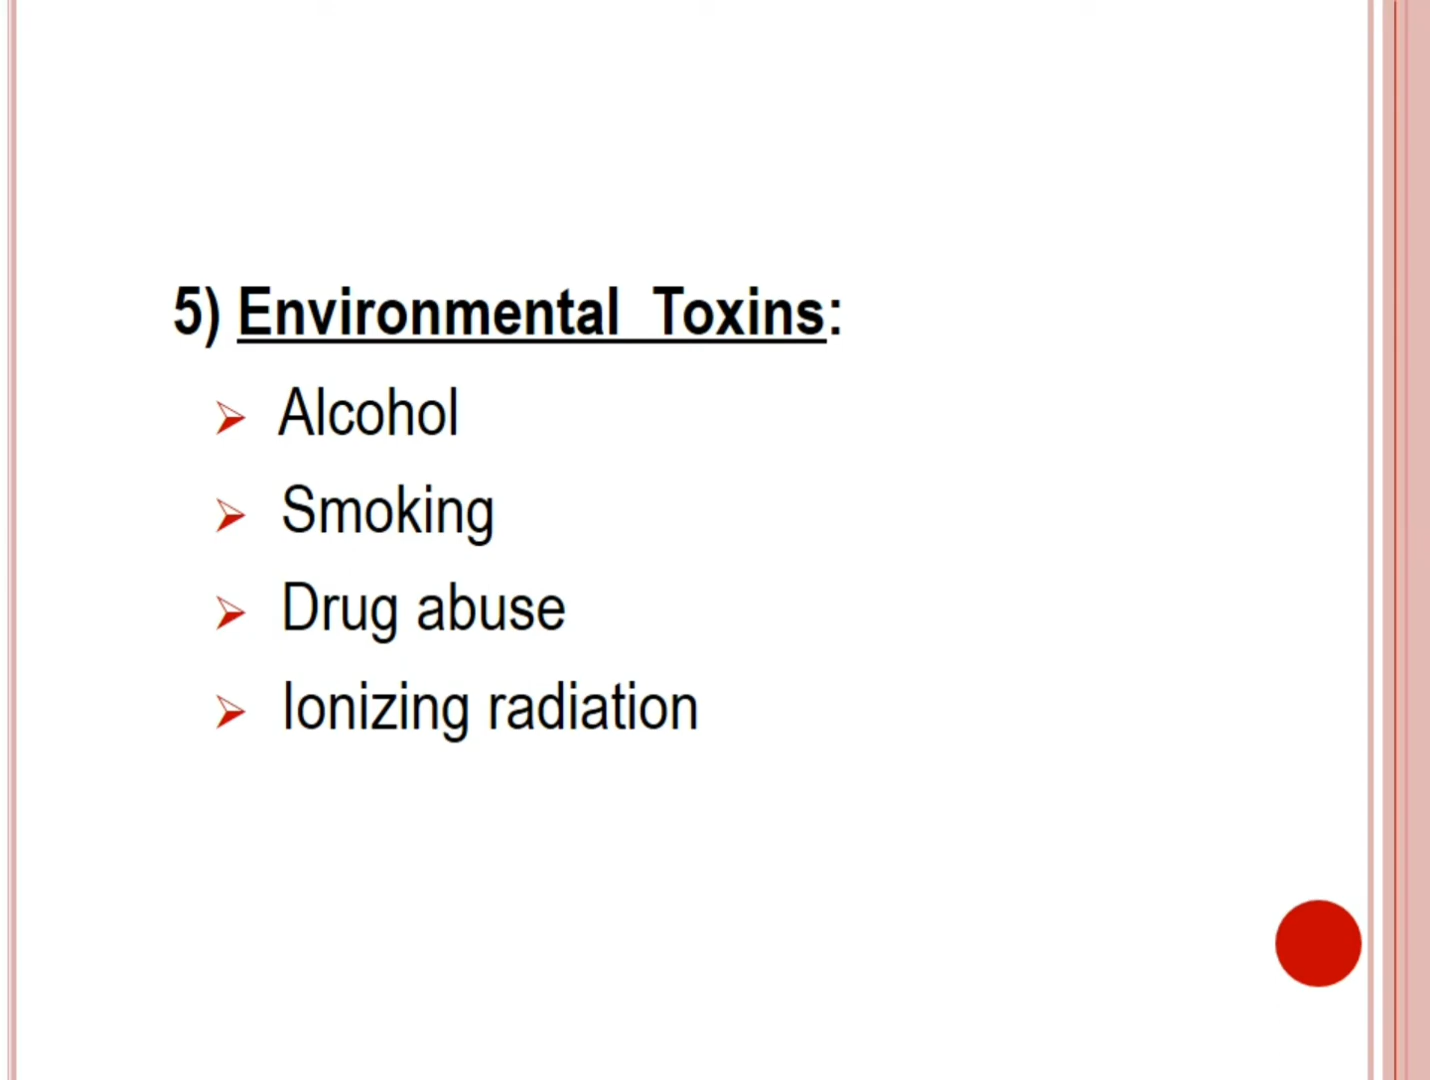 5) Environmental Toxins:
➢ Alcohol
➢ Smoking
➢ Drug abuse
➢ Ionizing radiation